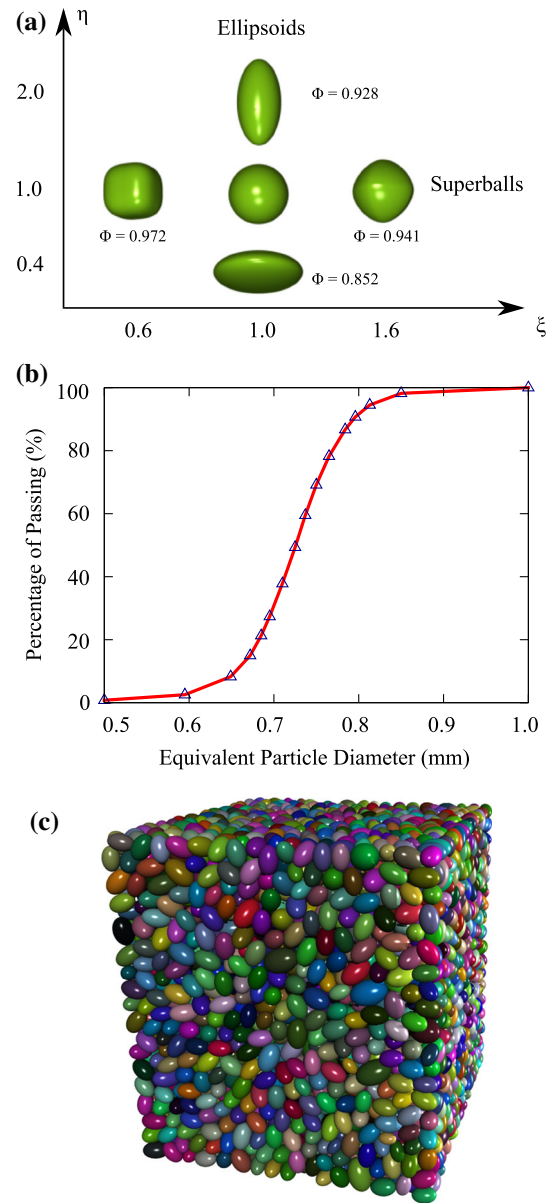 (a)
η
Ellipsoids
2.0
Φ = 0.928
1.0
Superballs
Φ = 0.972
Φ = 0.941
0.4
Φ = 0.852
0.6
1.0
1.6
ξ
(b)
100
80
60
40
20
0
Percentage of Passing (%)
0.5
0.6
0.7
0.8
0.9
1.0
Equivalent Particle Diameter (mm)
(c)